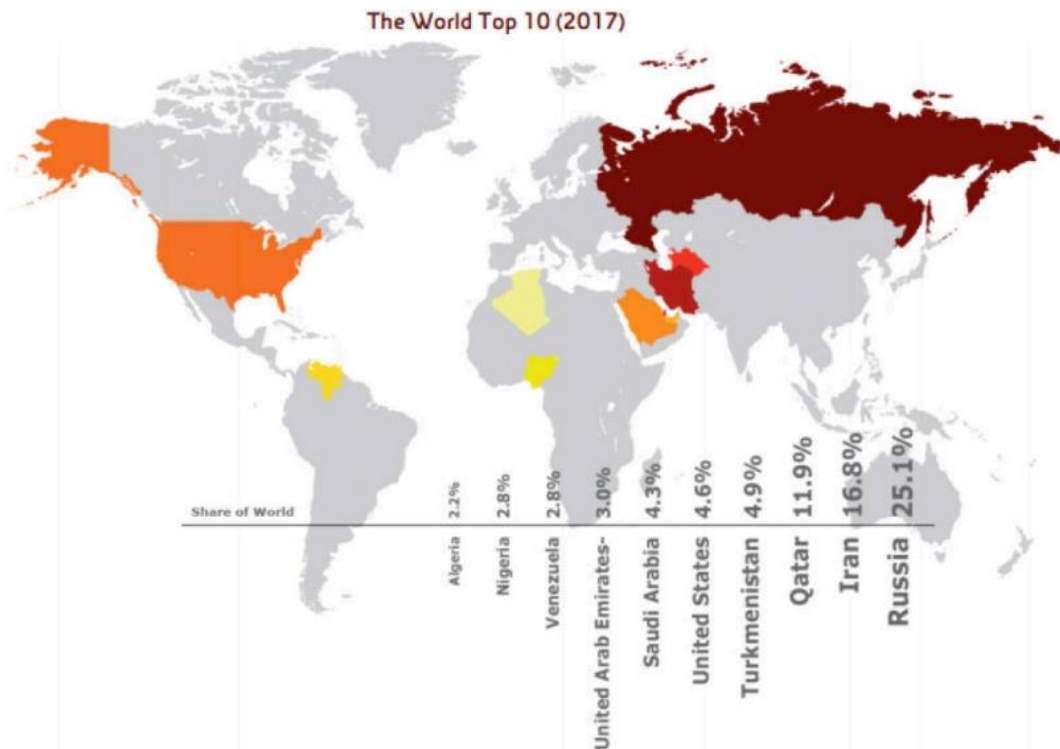 The World Top 10 (2017)
Share of World
2.2%
2.8%
2.8%
3.0%
4.3%
4.6%
4.9%
11.9%
16.8%
25.1%
Algeria
Nigeria
Venezuela
United Arab Emirates-
Saudi Arabia
United States
Turkmenistan
Qatar
Iran
Russia